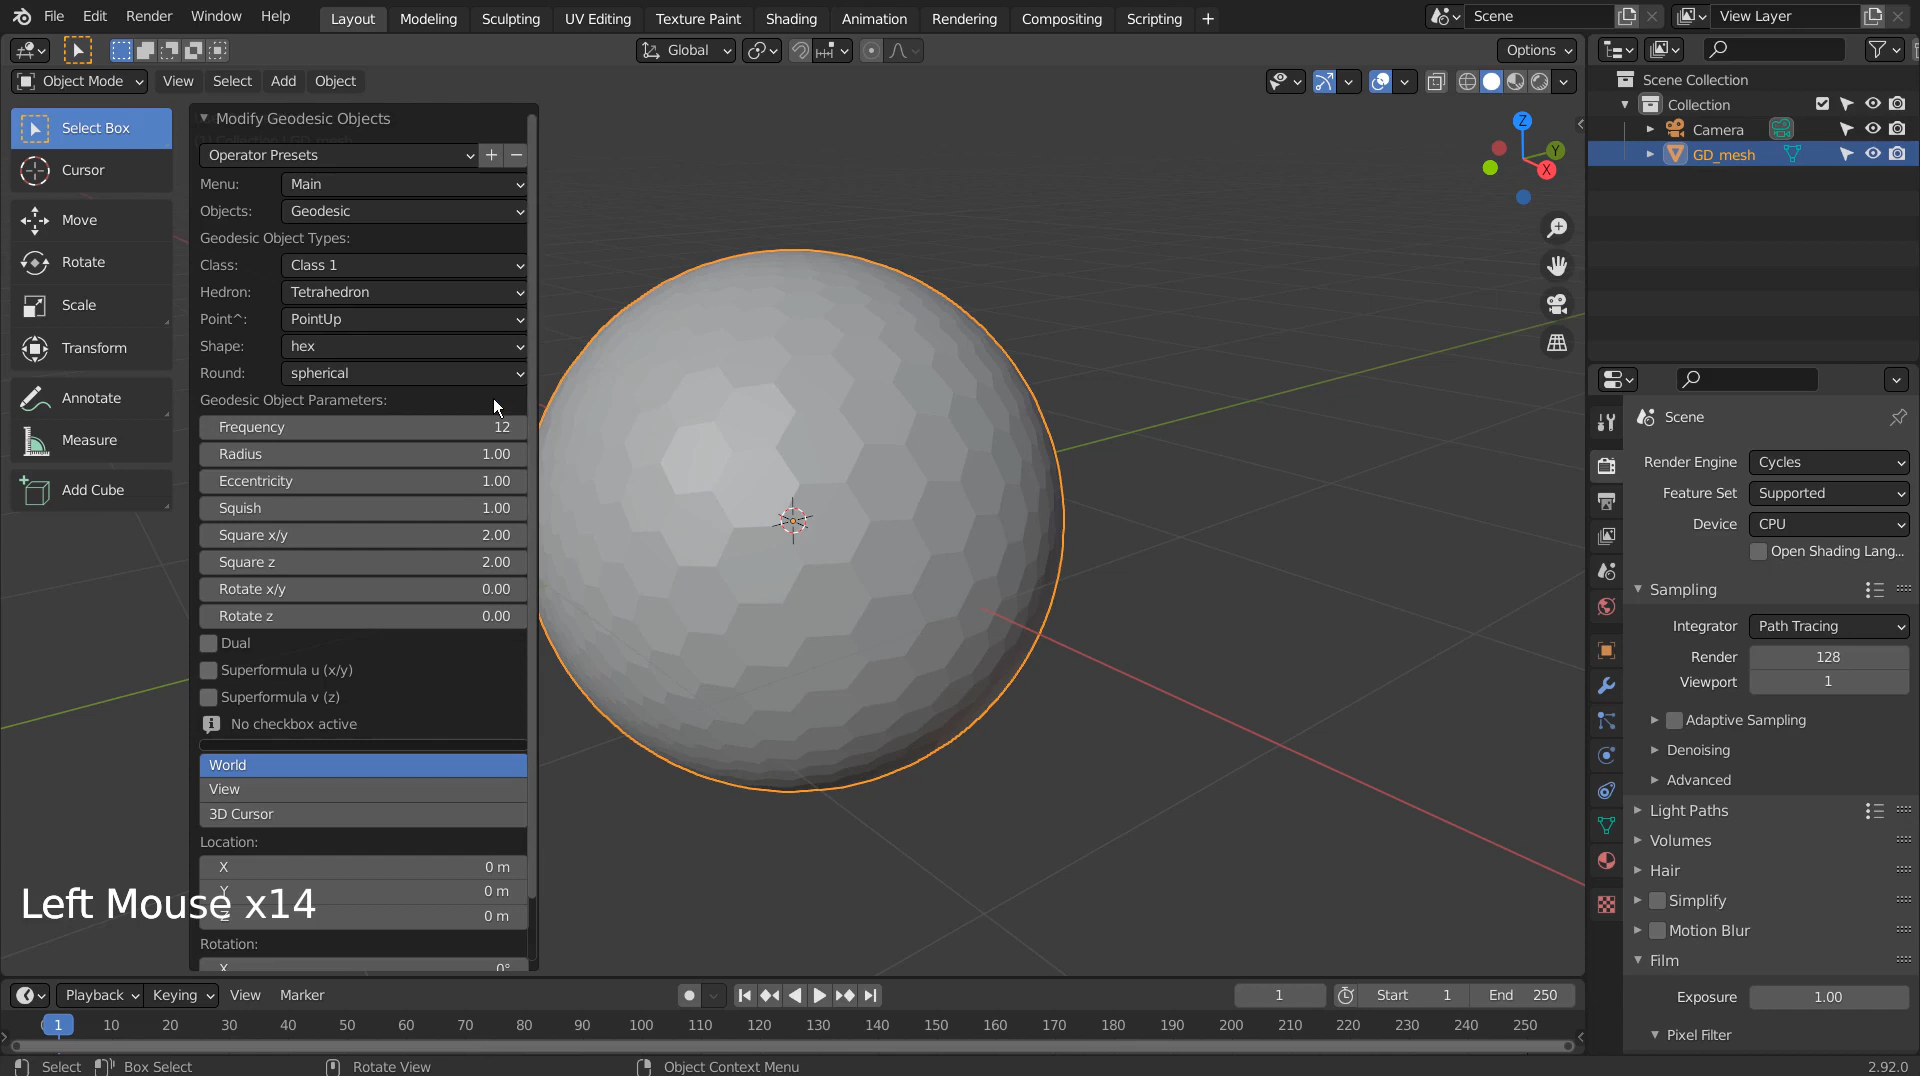 File Edit Render Window Help Layout Modeling Sculpting UV Editing Texture Paint Shading Animation Rendering Compositing Scripting + Scene View Layer
Global Options
Object Mode View Select Add Object
Select Box
Cursor
Move
Rotate
Scale
Transform
Annotate
Measure
Add Cube
Modify Geodesic Objects
Operator Presets
Menu: Main
Objects: Geodesic
Geodesic Object Types:
Class: Class 1
Hedron: Tetrahedron
Point^: PointUp
Shape: hex
Round: spherical
Geodesic Object Parameters:
Frequency 12
Radius 1.00
Eccentricity 1.00
Squish 1.00
Square x/y 2.00
Square z 2.00
Rotate x/y 0.00
Rotate z 0.00
Dual
Superformula u (x/y)
Superformula v (z)
No checkbox active
World
View
3D Cursor
Location:
X 0 m
Y 0 m
Z 0 m
Rotation:
X 0°
Left Mouse x14
Z
Y
X
Scene Collection
Collection
Camera
GD_mesh
Scene
Render Engine Cycles
Feature Set Supported
Device CPU
Open Shading Lang...
Sampling
Integrator Path Tracing
Render 128
Viewport 1
Adaptive Sampling
Denoising
Advanced
Light Paths
Volumes
Hair
Simplify
Motion Blur
Film
Exposure 1.00
Pixel Filter
Playback Keying View Marker 1 Start 1 End 250
1 10 20 30 40 50 60 70 80 90 100 110 120 130 140 150 160 170 180 190 200 210 220 230 240 250
Select Box Select Rotate View Object Context Menu 2.92.0